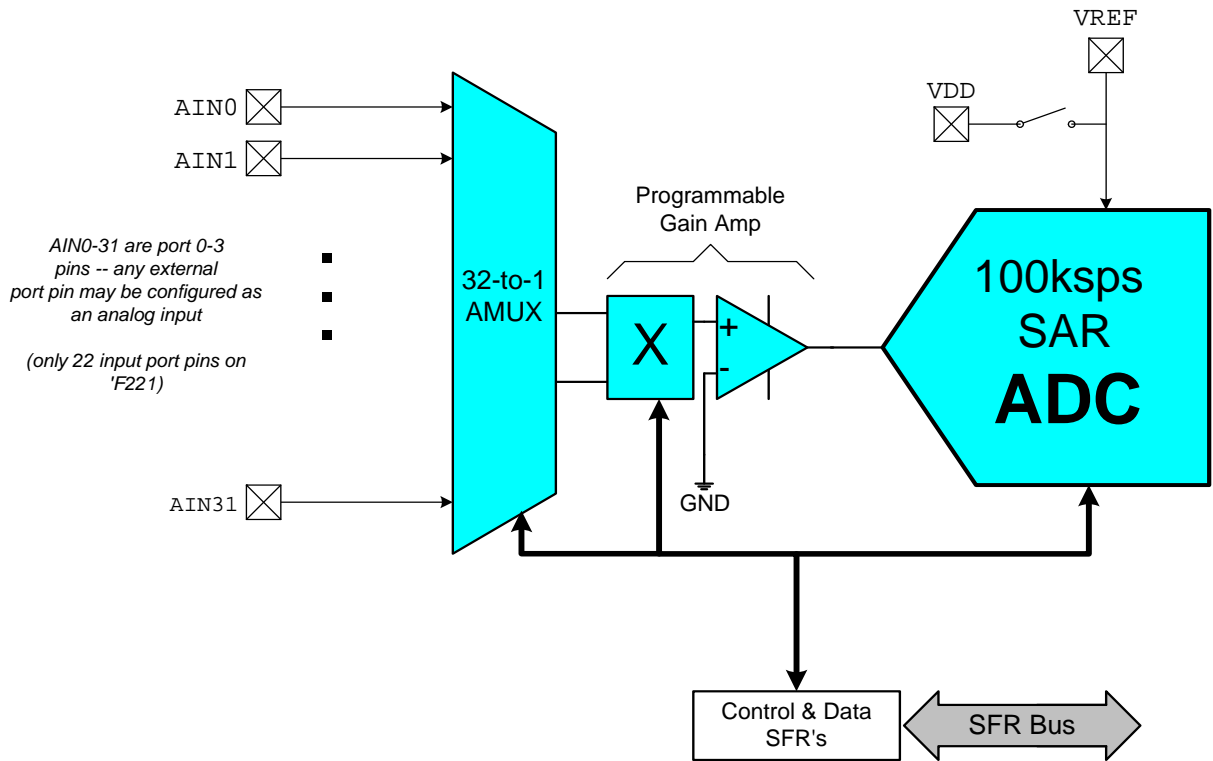 VREF
VDD
AIN0
AIN1
Programmable
Gain Amp
AIN0-31 are port 0-3
pins -- any external
port pin may be configured as
an analog input
(only 22 input port pins on
'F221)
32-to-1
AMUX
X
+
-
100ksps
SAR
ADC
AIN31
GND
Control & Data
SFR's
SFR Bus